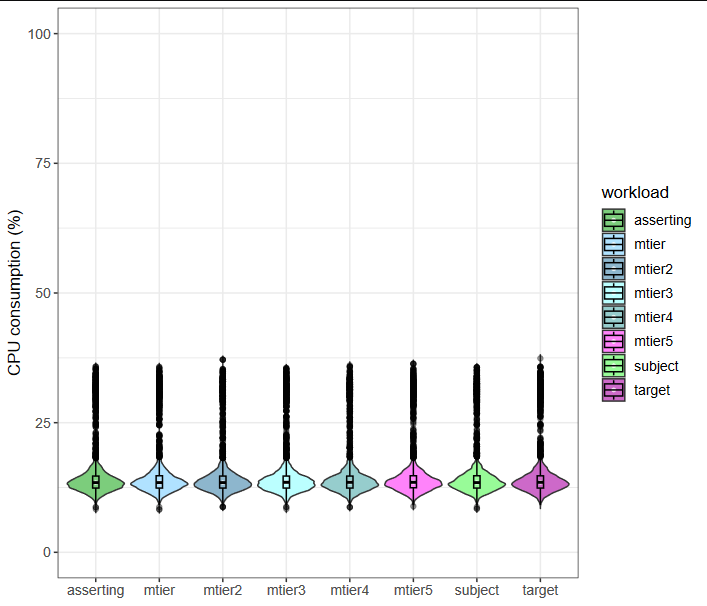 100
75
50
25
0
CPU consumption (%)
asserting mtier mtier2 mtier3 mtier4 mtier5 subject target
workload
asserting
mtier
mtier2
mtier3
mtier4
mtier5
subject
target